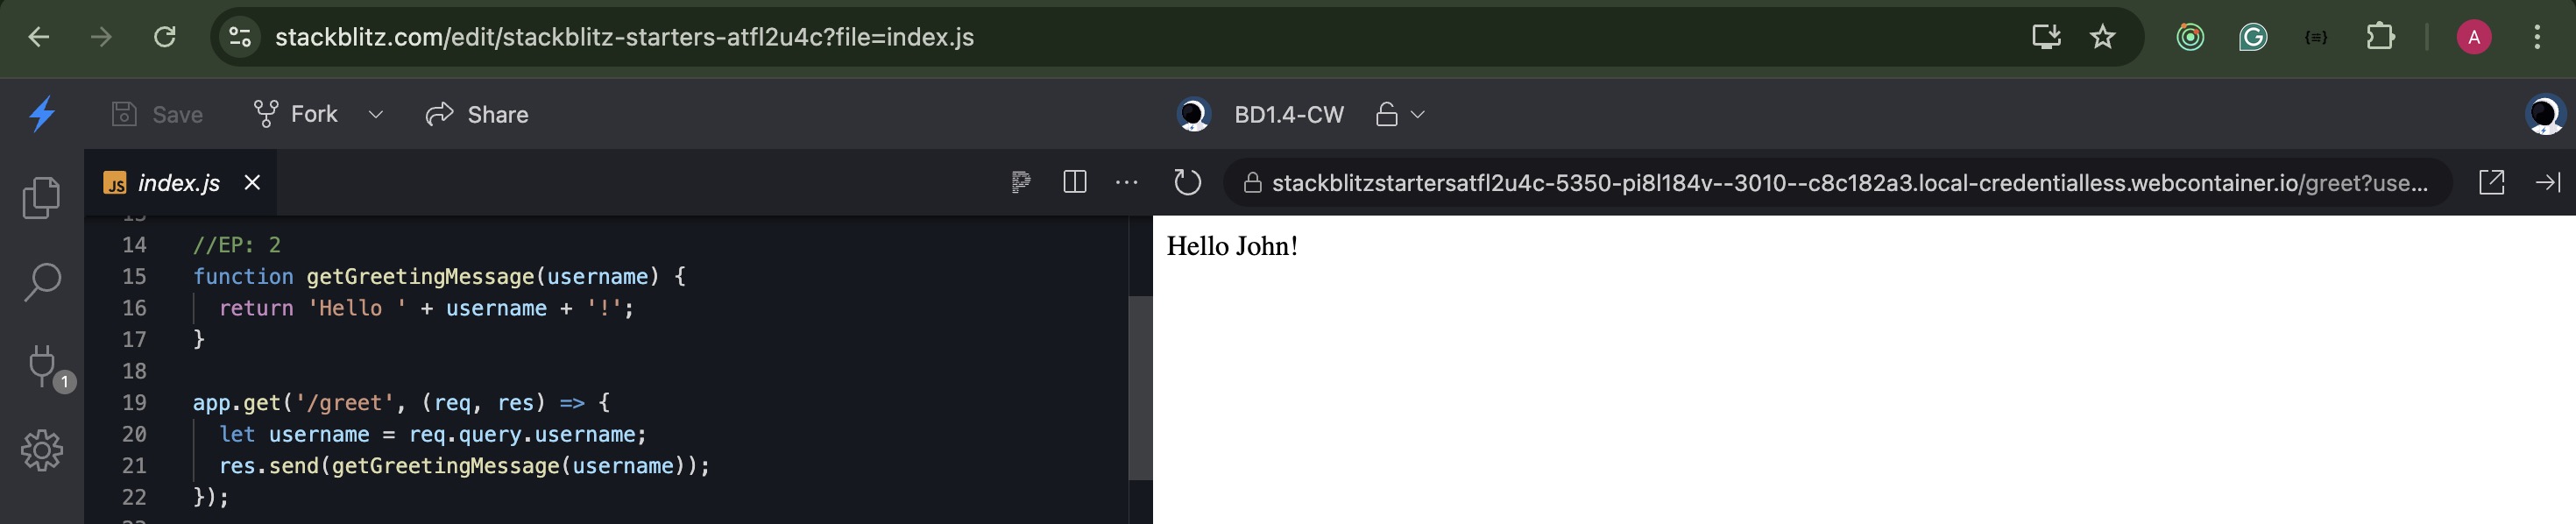 stackblitz.com/edit/stackblitz-starters-atfl2u4c?file=index.js
A
Save
Fork
Share
BD1.4-CW
JS index.js
stackblitzstartersatfl2u4c-5350-pi8l184v--3010--c8c182a3.local-credentialless.webcontainer.io/greet?use...
14 //EP: 2
15 function getGreetingMessage(username) {
16 return 'Hello ' + username + '!';
17 }
18
19 app.get('/greet', (req, res) => {
20 let username = req.query.username;
21 res.send(getGreetingMessage(username));
22 });
1
Hello John!